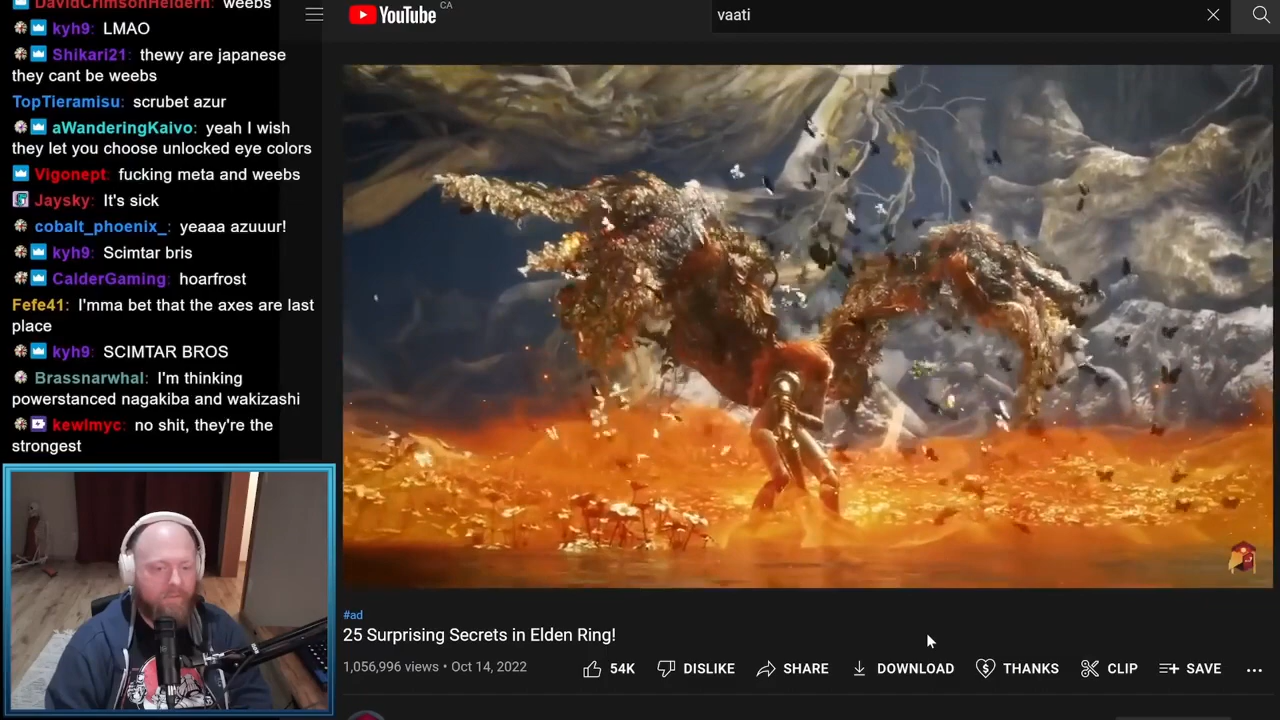 DavidCrimsonHeldern: weebs
kyh9: LMAO
Shikari21: thewy are japanese
they cant be weebs
TopTieramisu: scrubet azur
aWanderingKaivo: yeah I wish
they let you choose unlocked eye colors
Vigonept: fucking meta and weebs
Jaysky: It's sick
cobalt_phoenix_: yeaaa azuuur!
kyh9: Scimtar bris
CalderGaming: hoarfrost
Fefe41: I'mma bet that the axes are last
place
kyh9: SCIMTAR BROS
Brassnarwhal: I'm thinking
powerstanced nagakiba and wakizashi
kewlmyc: no shit, they're the
strongest
YouTube CA
vaati
#ad
25 Surprising Secrets in Elden Ring!
1,056,996 views • Oct 14, 2022
54K
DISLIKE
SHARE
DOWNLOAD
THANKS
CLIP
SAVE